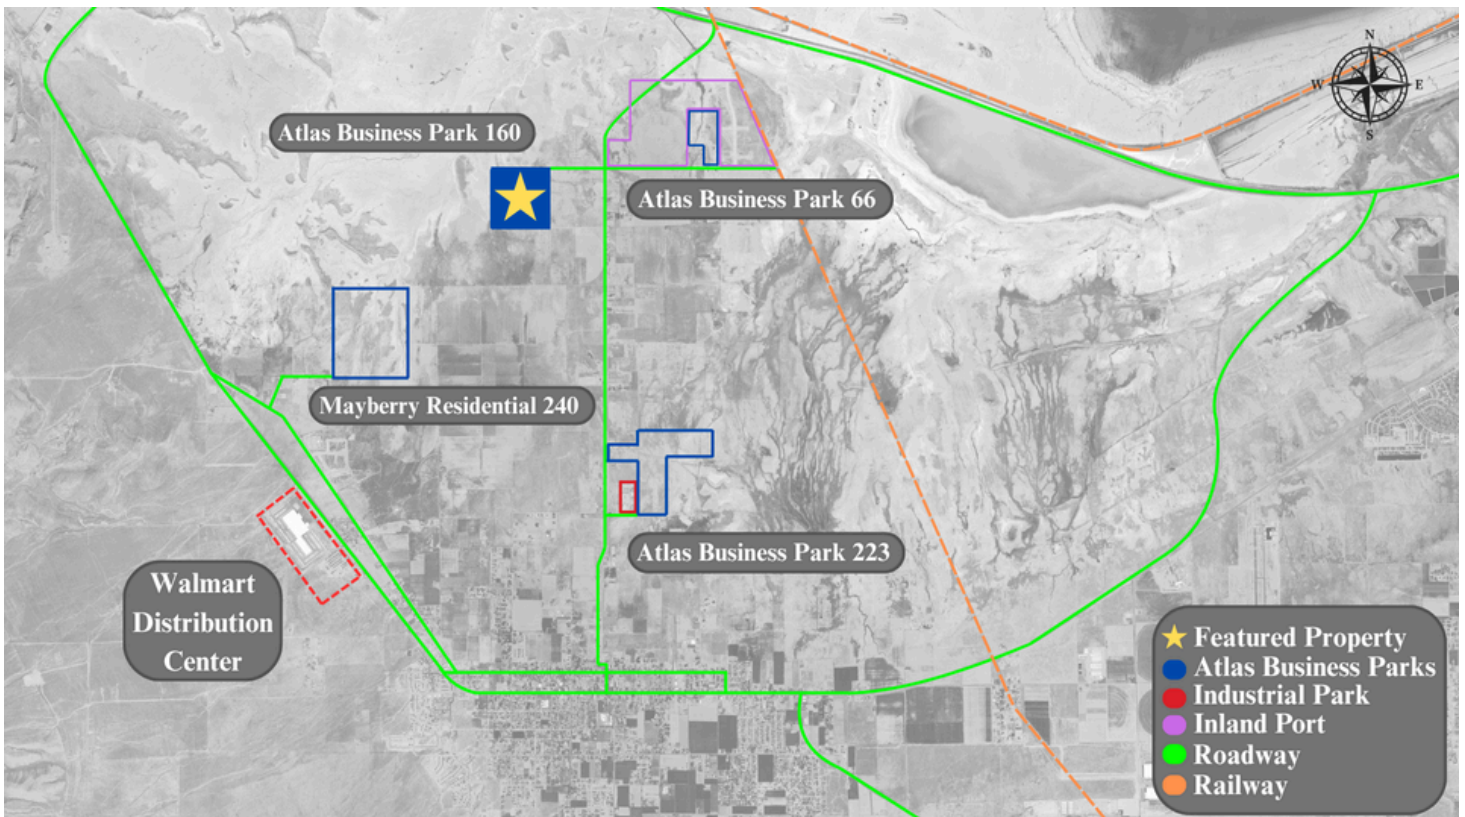 N
W
E
S
Atlas Business Park 160
Atlas Business Park 66
Mayberry Residential 240
Atlas Business Park 223
Walmart
Distribution
Center
Featured Property
Atlas Business Parks
Industrial Park
Inland Port
Roadway
Railway